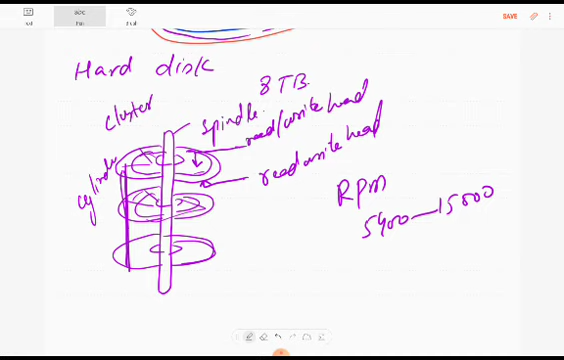 SAVE
Hard disk
8 TB
cluster
spindle
read/write head
read write head
cylinder
RPM
5400 — 15000